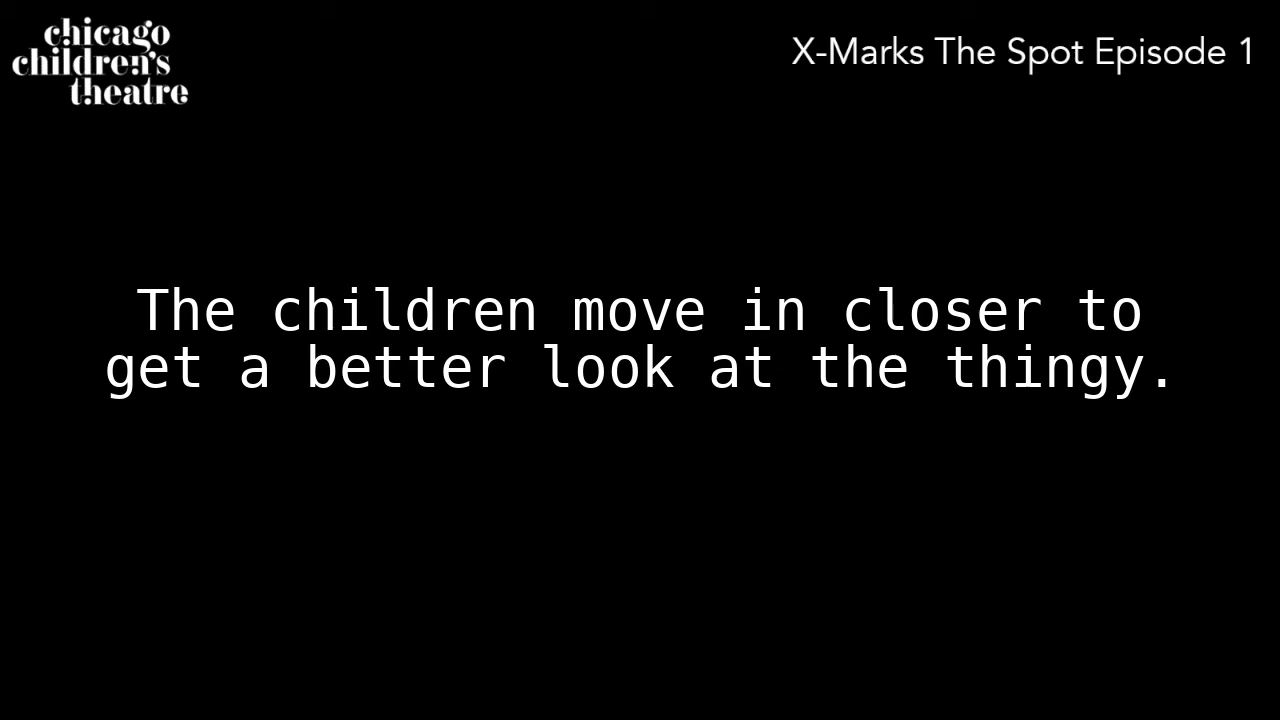 chicago
children's
theatre
X-Marks The Spot Episode 1
The children move in closer to
get a better look at the thingy.